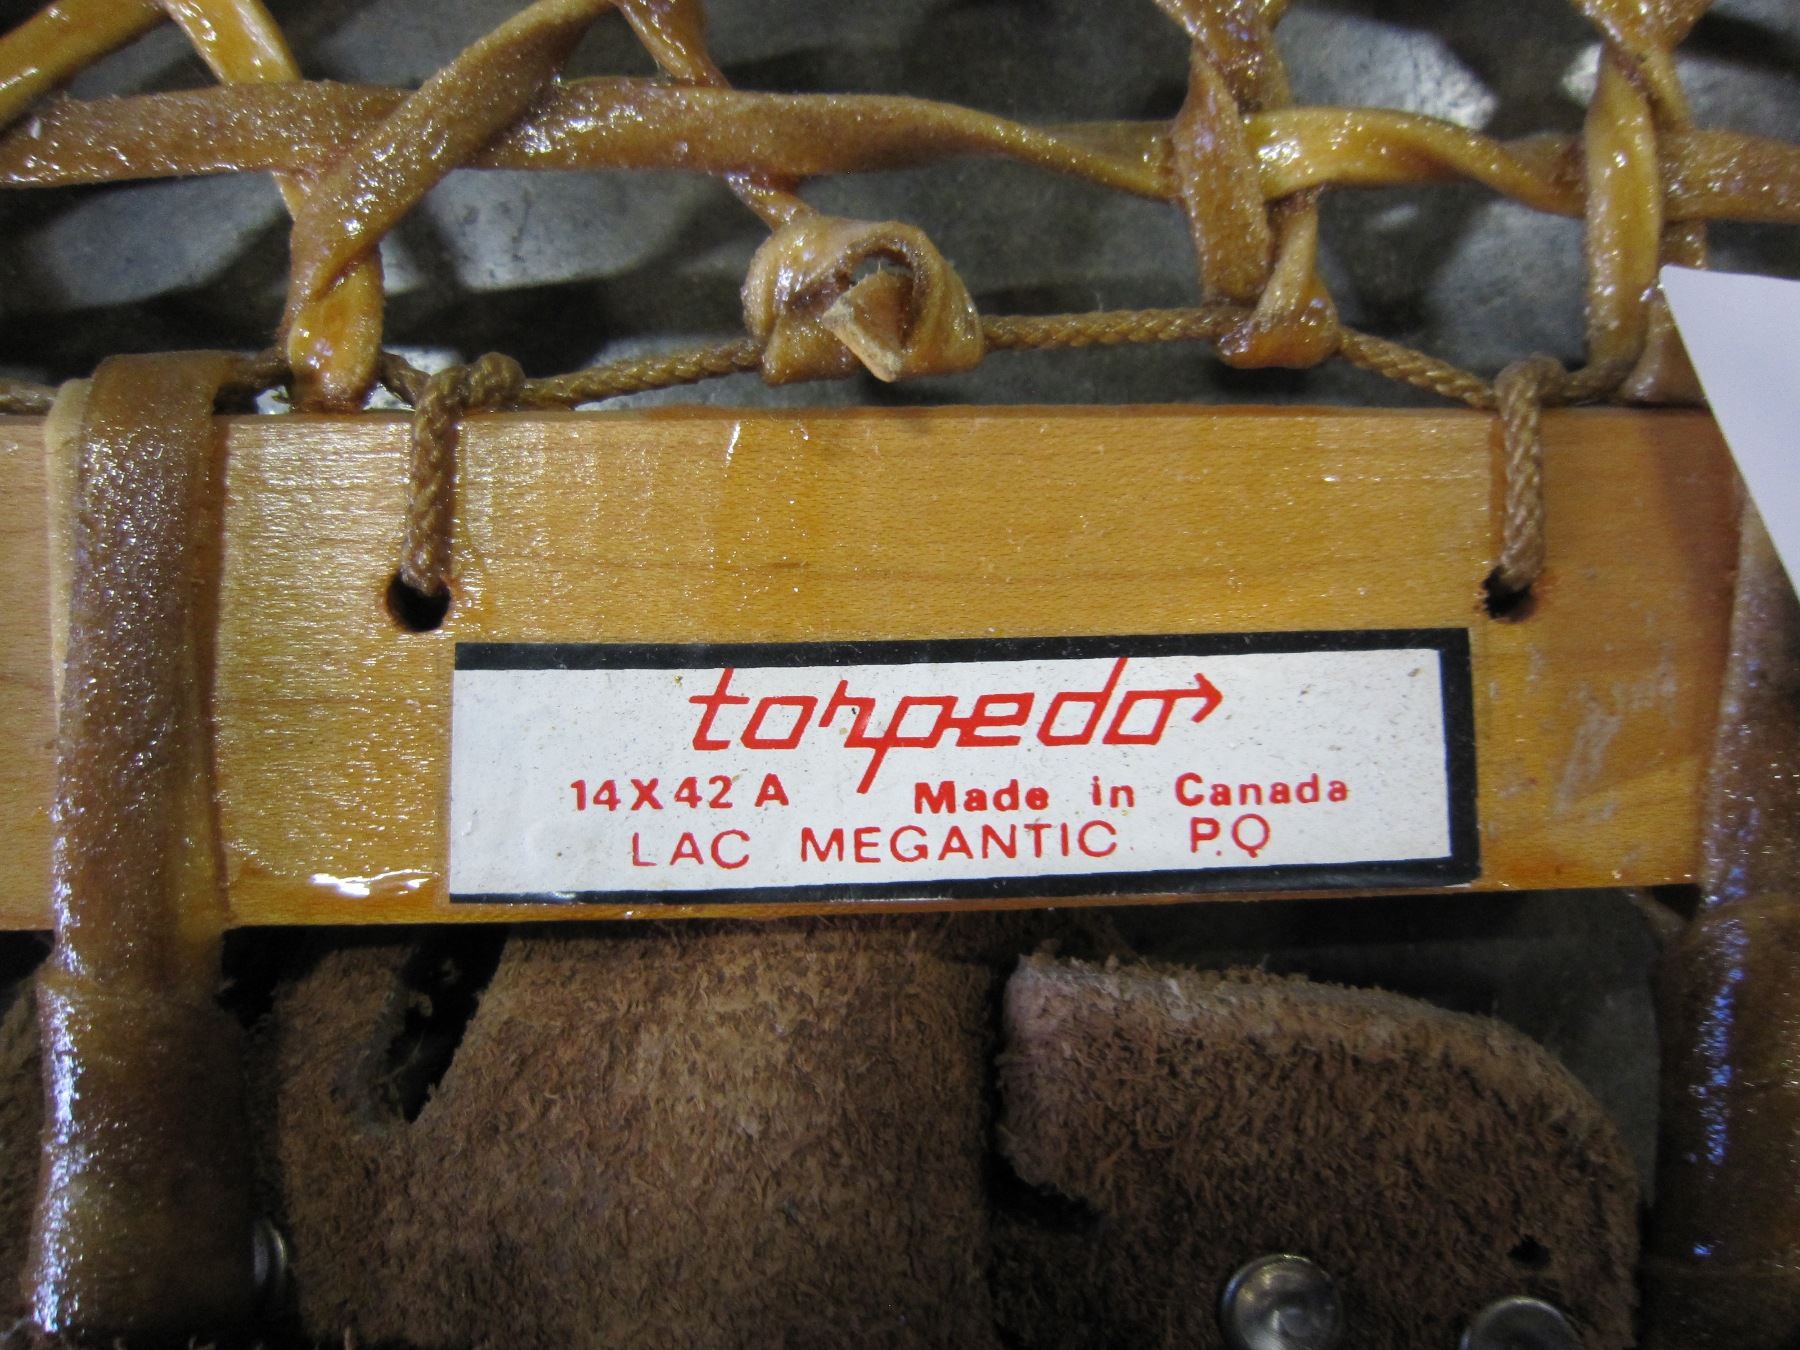 torpedo
14X42 A Made in Canada
LAC MEGANTIC P.Q